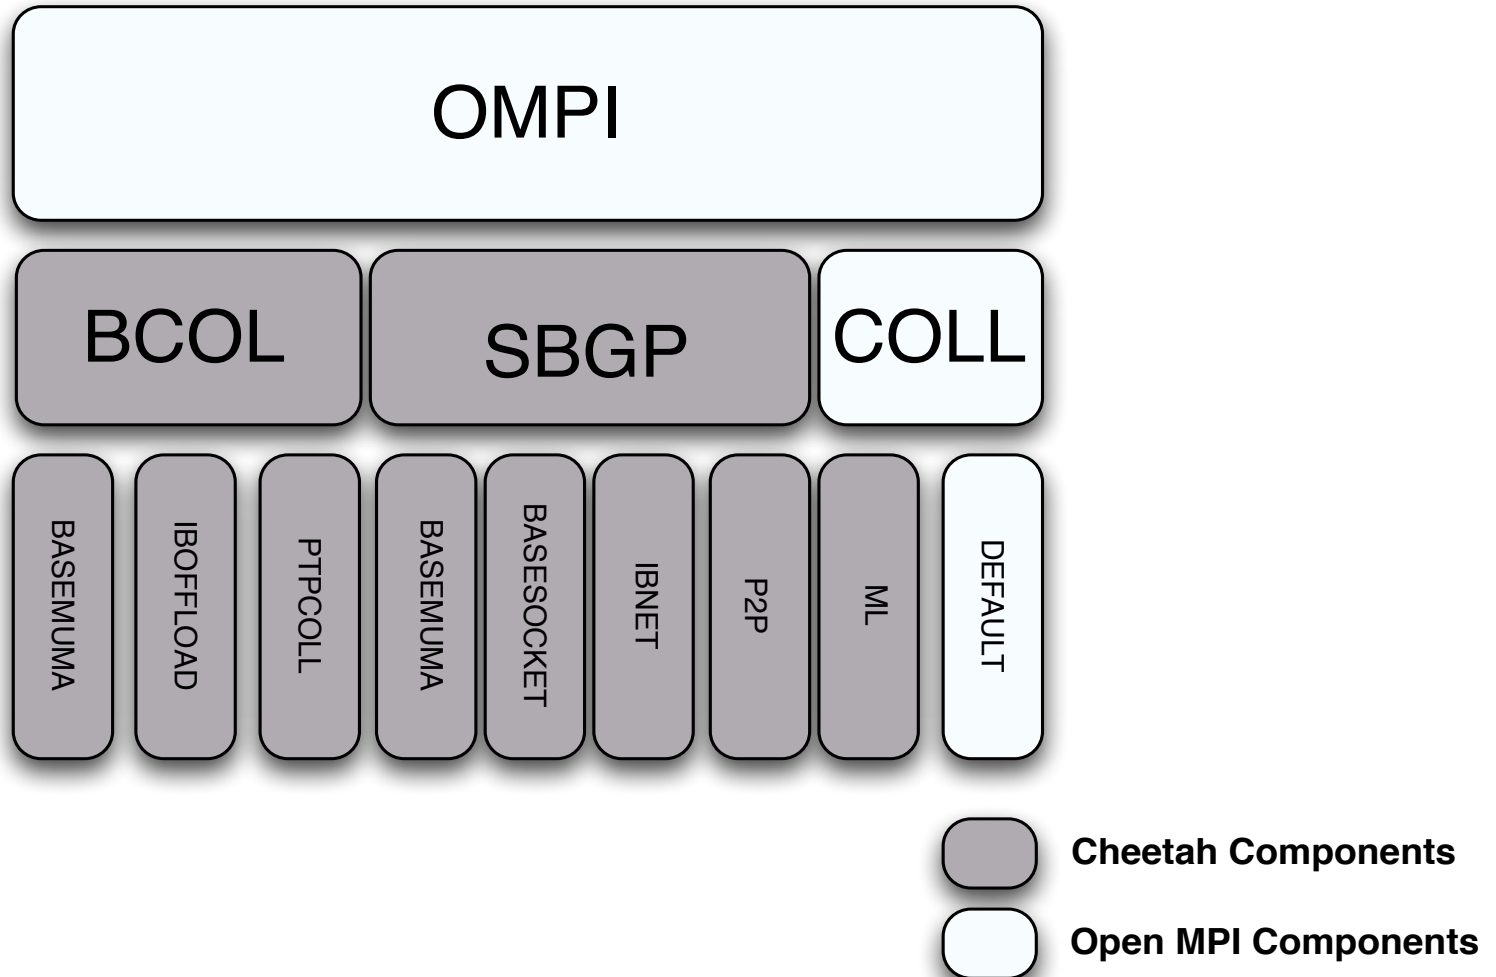 OMPI
BCOL
SBGP
COLL
BASEMUMA
IBOFFLOAD
PTPCOLL
BASEMUMA
BASESOCKET
IBNET
P2P
ML
DEFAULT
Cheetah Components
Open MPI Components